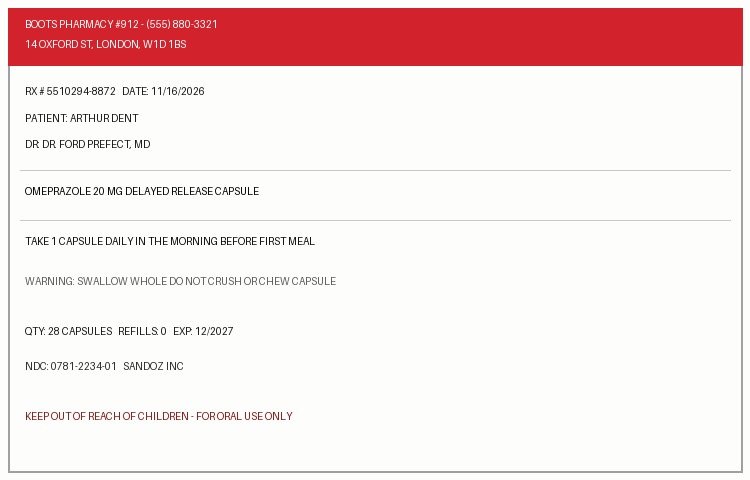 BOOTS PHARMACY #912 - (555) 880-3321
14 OXFORD ST, LONDON, W1D 1BS
RX # 5510294-8872 DATE: 11/16/2026
PATIENT: ARTHUR DENT
DR: DR. FORD PREFECT, MD
OMEPRAZOLE 20 MG DELAYED RELEASE CAPSULE
TAKE 1 CAPSULE DAILY IN THE MORNING BEFORE FIRST MEAL
WARNING: SWALLOW WHOLE DO NOT CRUSH OR CHEW CAPSULE
QTY: 28 CAPSULES REFILLS: 0 EXP: 12/2027
NDC: 0781-2234-01 SANDOZ INC
KEEP OUT OF REACH OF CHILDREN - FOR ORAL USE ONLY